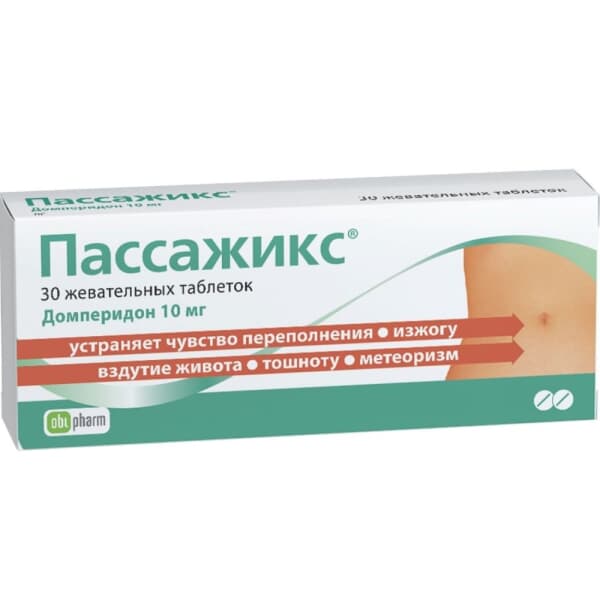 Пассажикс®
Домперидон 10 мг
30 жевательных таблеток
Пассажикс®
30 жевательных таблеток
Домперидон 10 мг
устраняет чувство переполнения • изжогу
вздутие живота • тошноту • метеоризм
obl pharm